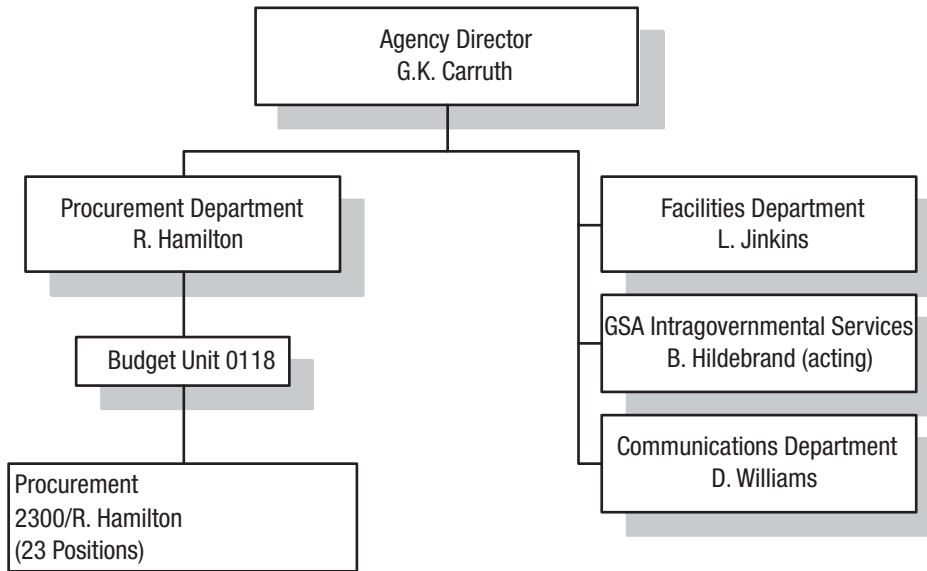 Agency Director
G.K. Carruth
Procurement Department
R. Hamilton
Budget Unit 0118
Procurement
2300/R. Hamilton
(23 Positions)
Facilities Department
L. Jinkins
GSA Intragovernmental Services
B. Hildebrand (acting)
Communications Department
D. Williams